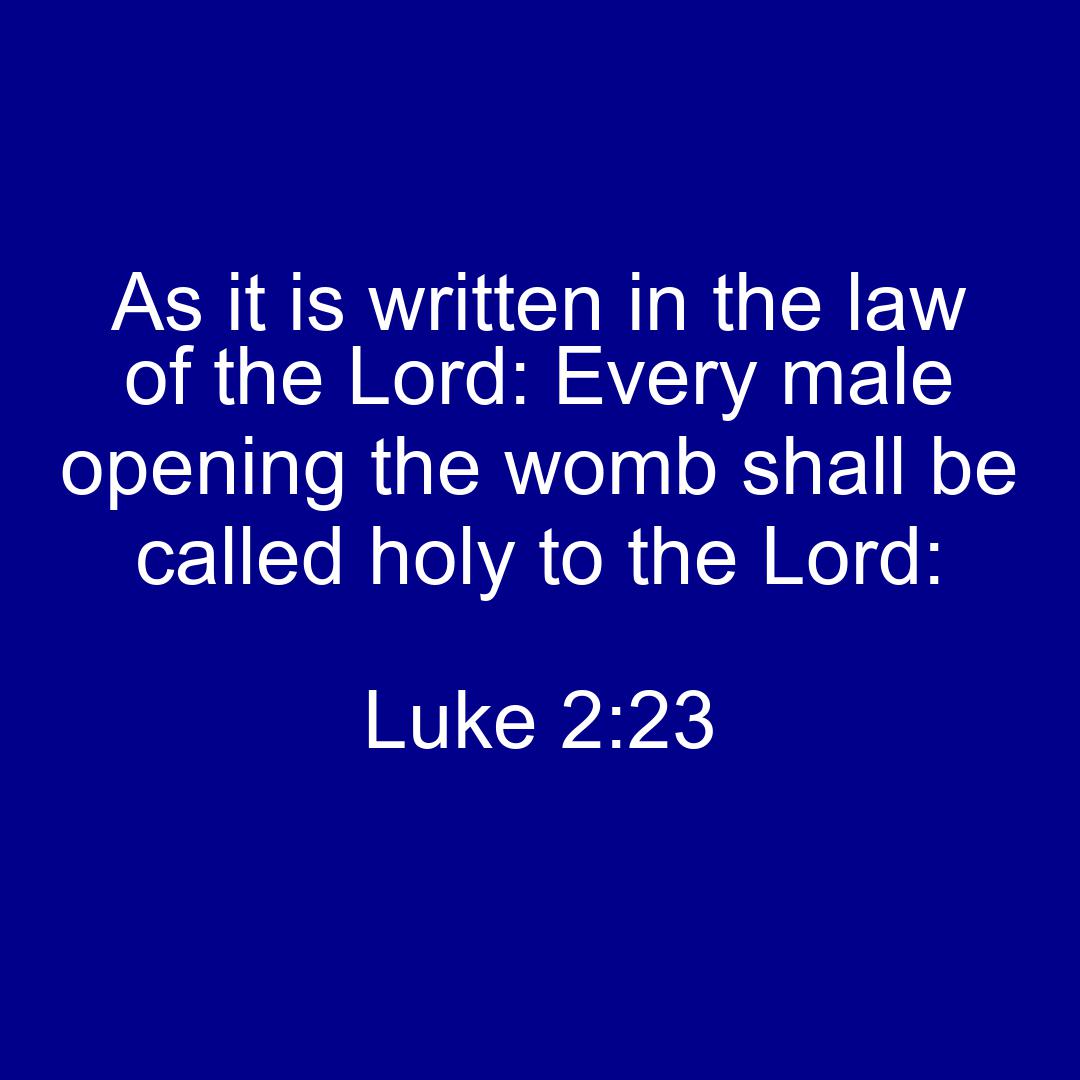 As it is written in the law
of the Lord: Every male
opening the womb shall be
called holy to the Lord:
Luke 2:23